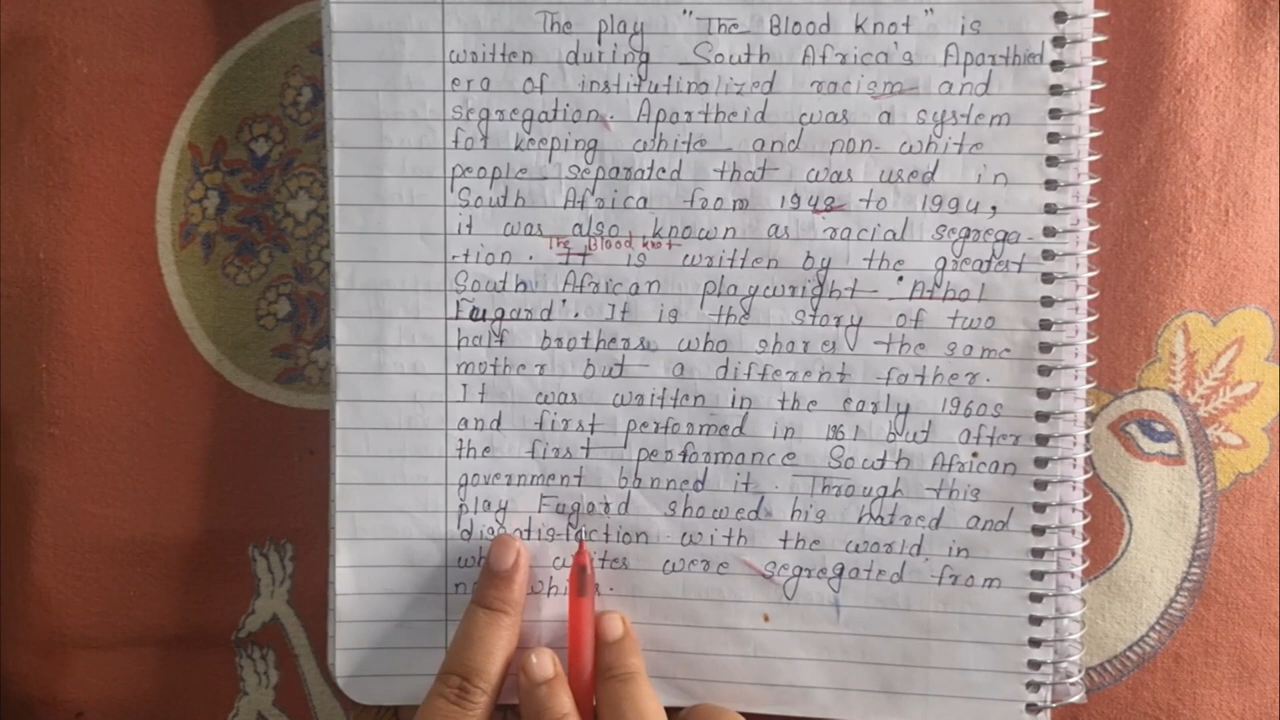 The play "The Blood Knot" is
written during South Africa's Aparthied
era of institutinalized racism and
segregation. Apartheid was a system
for keeping white and non-white
people separated that was used in
South Africa from 1948 to 1994,
it was also known as racial segrega-
The Blood Knot
-tion. It is written by the greatest
South African playwright 'Athol
Fugard'. It is the story of two
half brothers who shares the same
mother but a different father.
It was written in the early 1960s
and first performed in 1961 but after
the first performance South African
government banned it. Through this
play Fugard showed his hatred and
with the world in
were segregated from